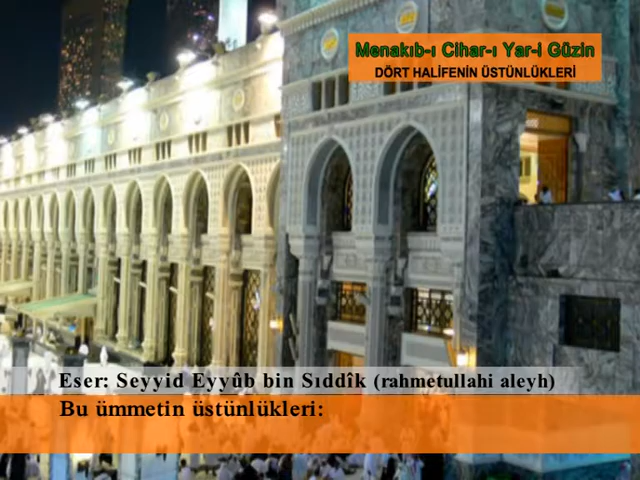 Menakıb-ı Cihar-ı Yar-i Güzin
DÖRT HALİFENİN ÜSTÜNLÜKLERİ
Eser: Seyyid Eyyûb bin Sıddîk (rahmetullahi aleyh)
Bu ümmetin üstünlükleri: